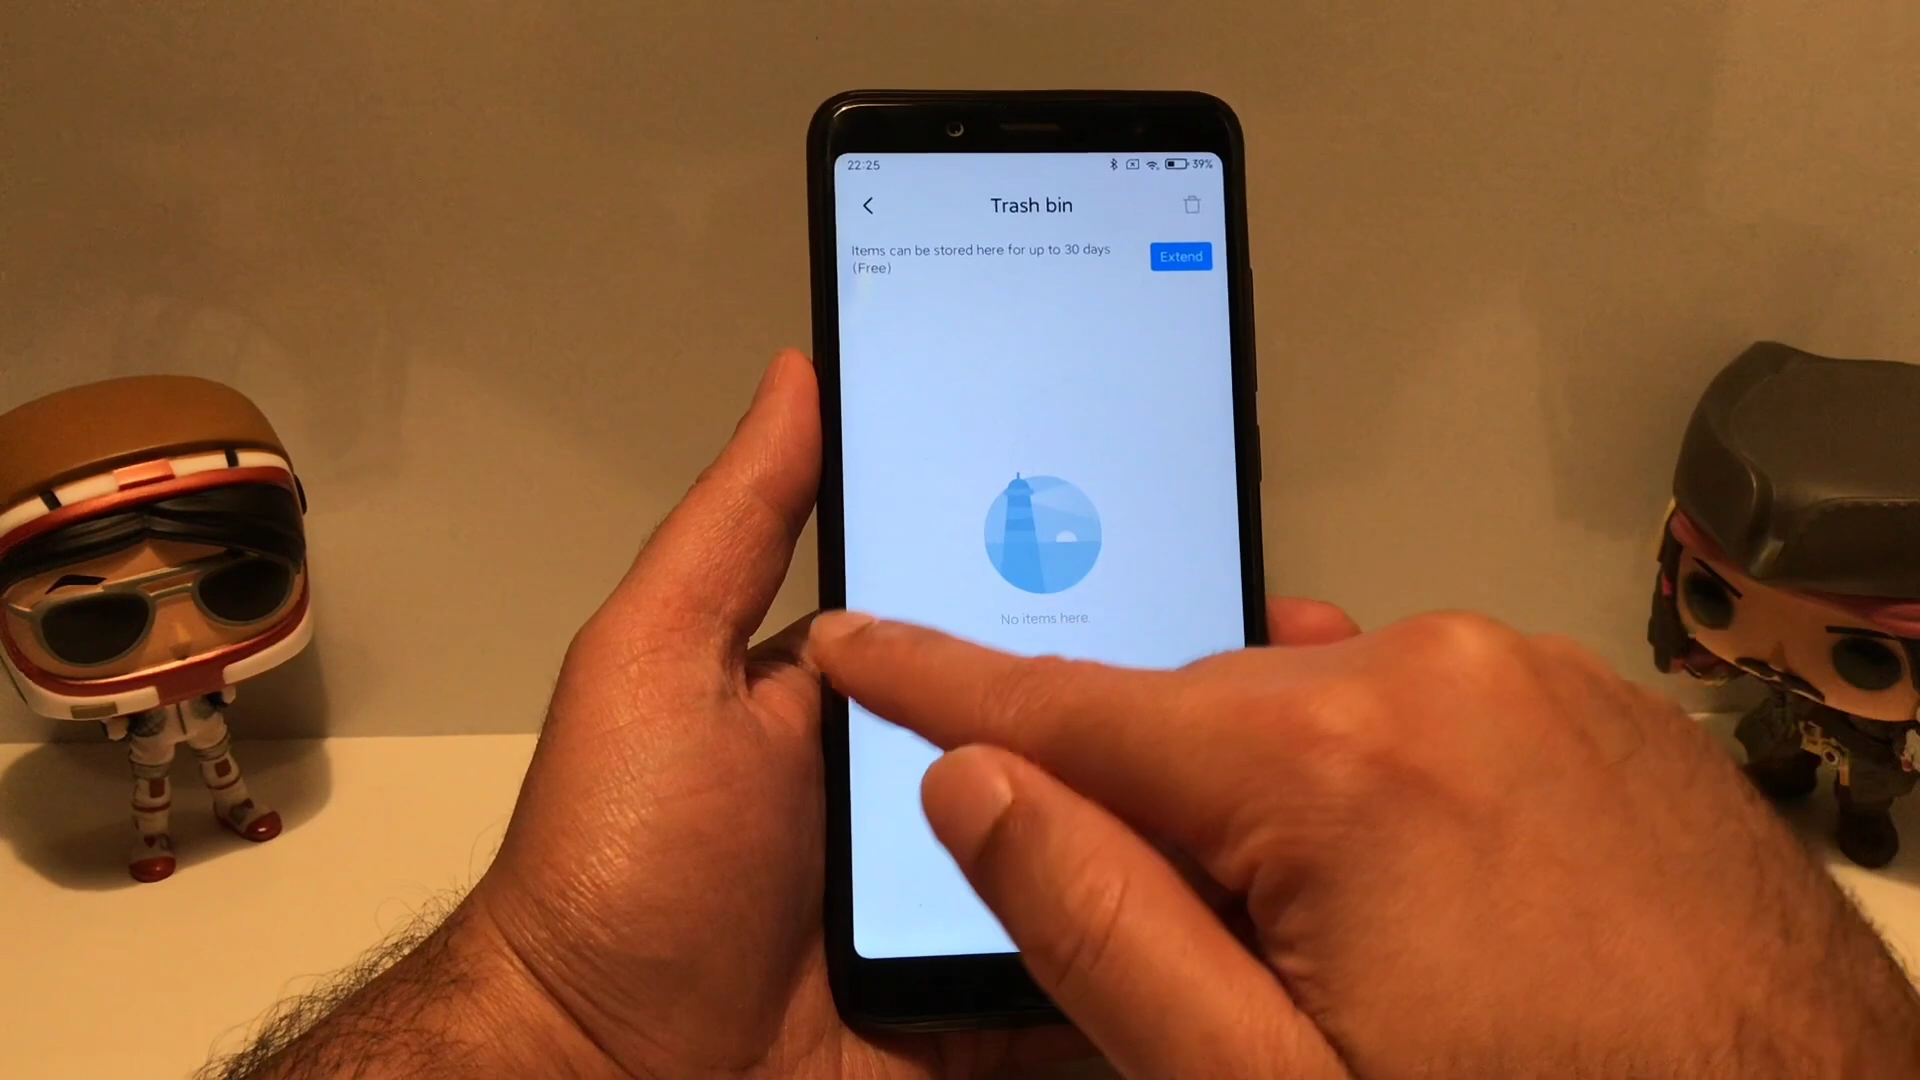 22:25
39%
Trash bin
Items can be stored here for up to 30 days
(Free)
Extend
No items here.